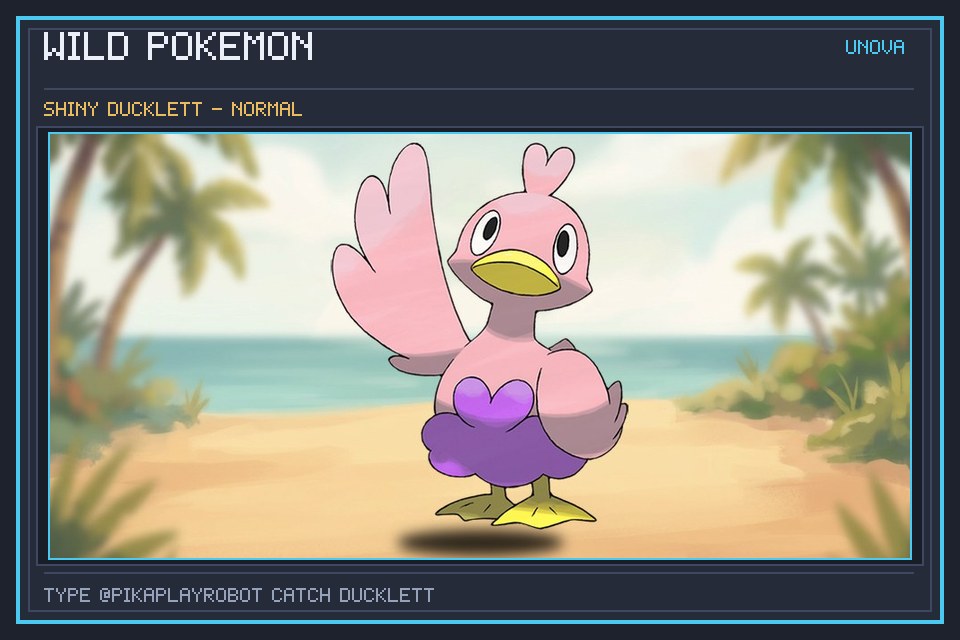 WILD POKEMON
UNOVA
SHINY DUCKLETT - NORMAL
TYPE @PIKAPLAYROBOT CATCH DUCKLETT